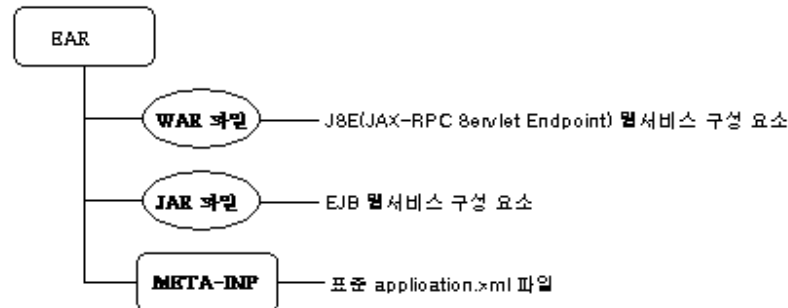 EAR
WAR 파일
JSE(JAX-RPC Servlet Endpoint) 웹서비스 구성 요소
JAR 파일
EJB 웹서비스 구성 요소
META-INF
표준 application.xml 파일